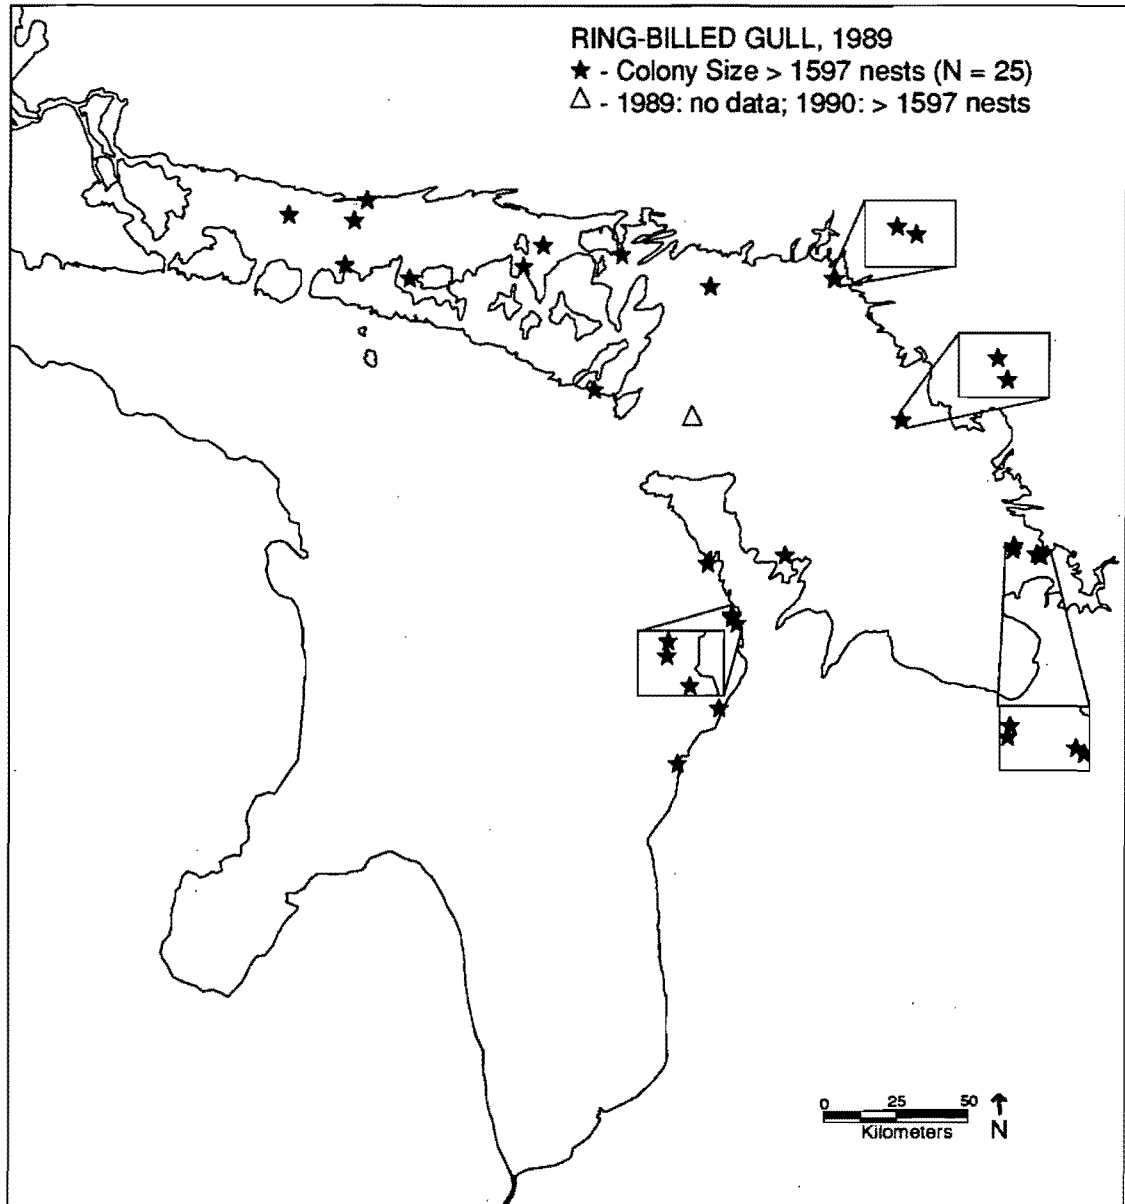 RING-BILLED GULL, 1989
★ - Colony Size > 1597 nests (N = 25)
△ - 1989: no data; 1990: > 1597 nests
0 25 50
Kilometers
N